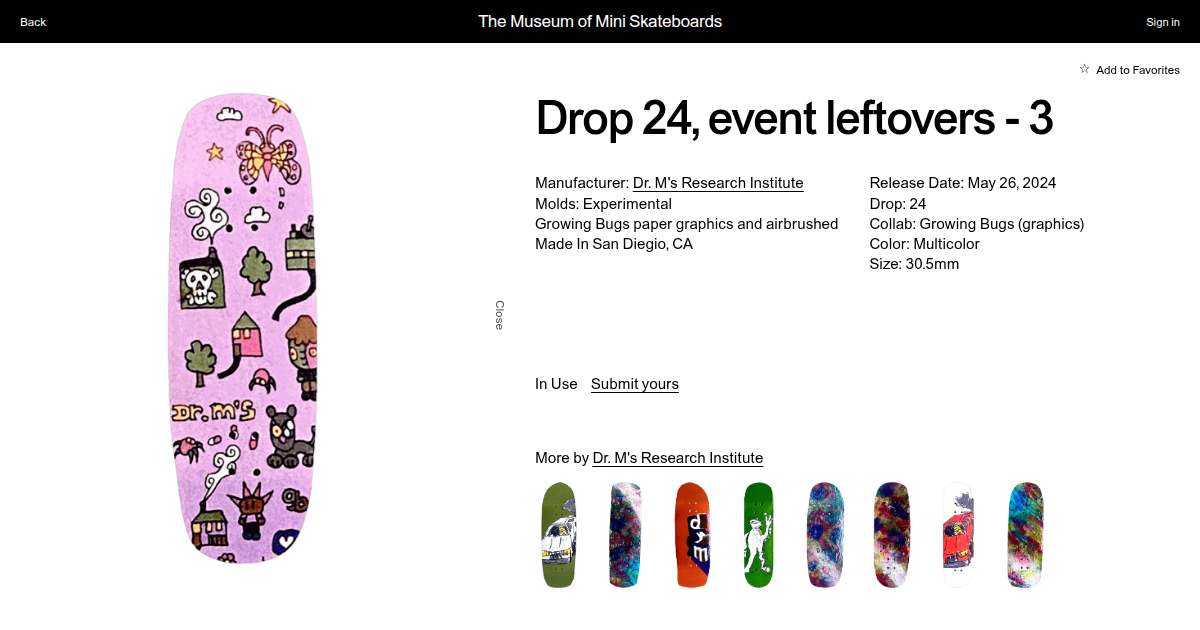 Back
The Museum of Mini Skateboards
Sign in
☆ Add to Favorites
Drop 24, event leftovers - 3
Manufacturer: Dr. M's Research Institute
Molds: Experimental
Growing Bugs paper graphics and airbrushed
Made In San Diegio, CA
Release Date: May 26, 2024
Drop: 24
Collab: Growing Bugs (graphics)
Color: Multicolor
Size: 30.5mm
Close
Dr. M's
gb
In Use
Submit yours
More by Dr. M's Research Institute